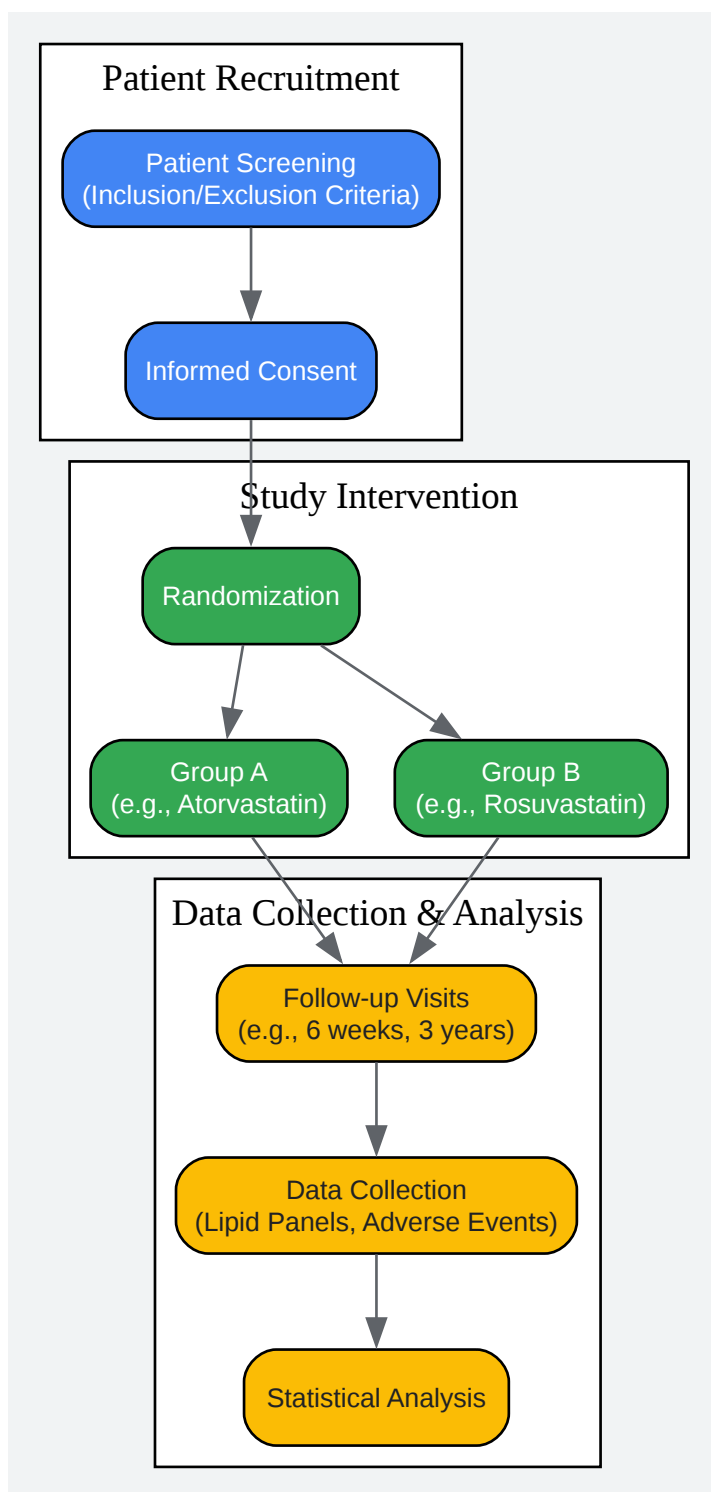 Patient Recruitment
Patient Screening
(Inclusion/Exclusion Criteria)
Informed Consent
Study Intervention
Randomization
Group A
(e.g., Atorvastatin)
Group B
(e.g., Rosuvastatin)
Data Collection & Analysis
Follow-up Visits
(e.g., 6 weeks, 3 years)
Data Collection
(Lipid Panels, Adverse Events)
Statistical Analysis